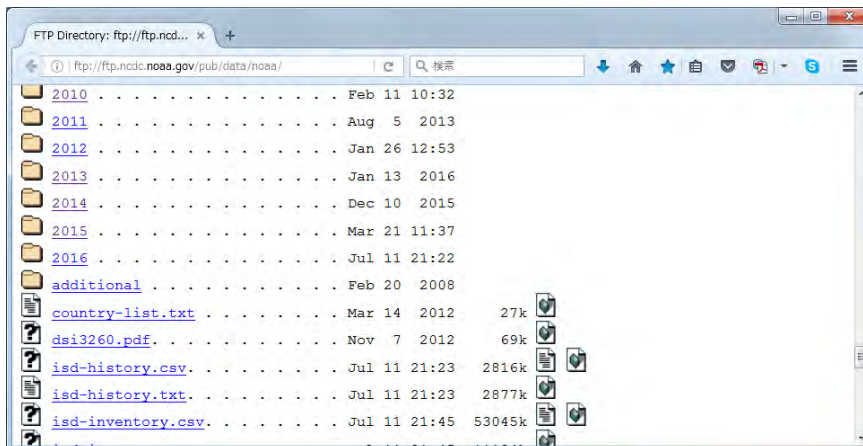 FTP Directory: ftp://ftp.ncd... × +
ftp://ftp.ncdc.noaa.gov/pub/data/noaa/ 検索
2010 . . . . . . . . . . . . . . Feb 11 10:32
2011 . . . . . . . . . . . . . . Aug 5 2013
2012 . . . . . . . . . . . . . . Jan 26 12:53
2013 . . . . . . . . . . . . . . Jan 13 2016
2014 . . . . . . . . . . . . . . Dec 10 2015
2015 . . . . . . . . . . . . . . Mar 21 11:37
2016 . . . . . . . . . . . . . . Jul 11 21:22
additional . . . . . . . . . . . Feb 20 2008
country-list.txt . . . . . . . . Mar 14 2012 27k
dsi3260.pdf. . . . . . . . . . . Nov 7 2012 69k
isd-history.csv. . . . . . . . . Jul 11 21:23 2816k
isd-history.txt. . . . . . . . . Jul 11 21:23 2877k
isd-inventory.csv. . . . . . . . Jul 11 21:45 53045k